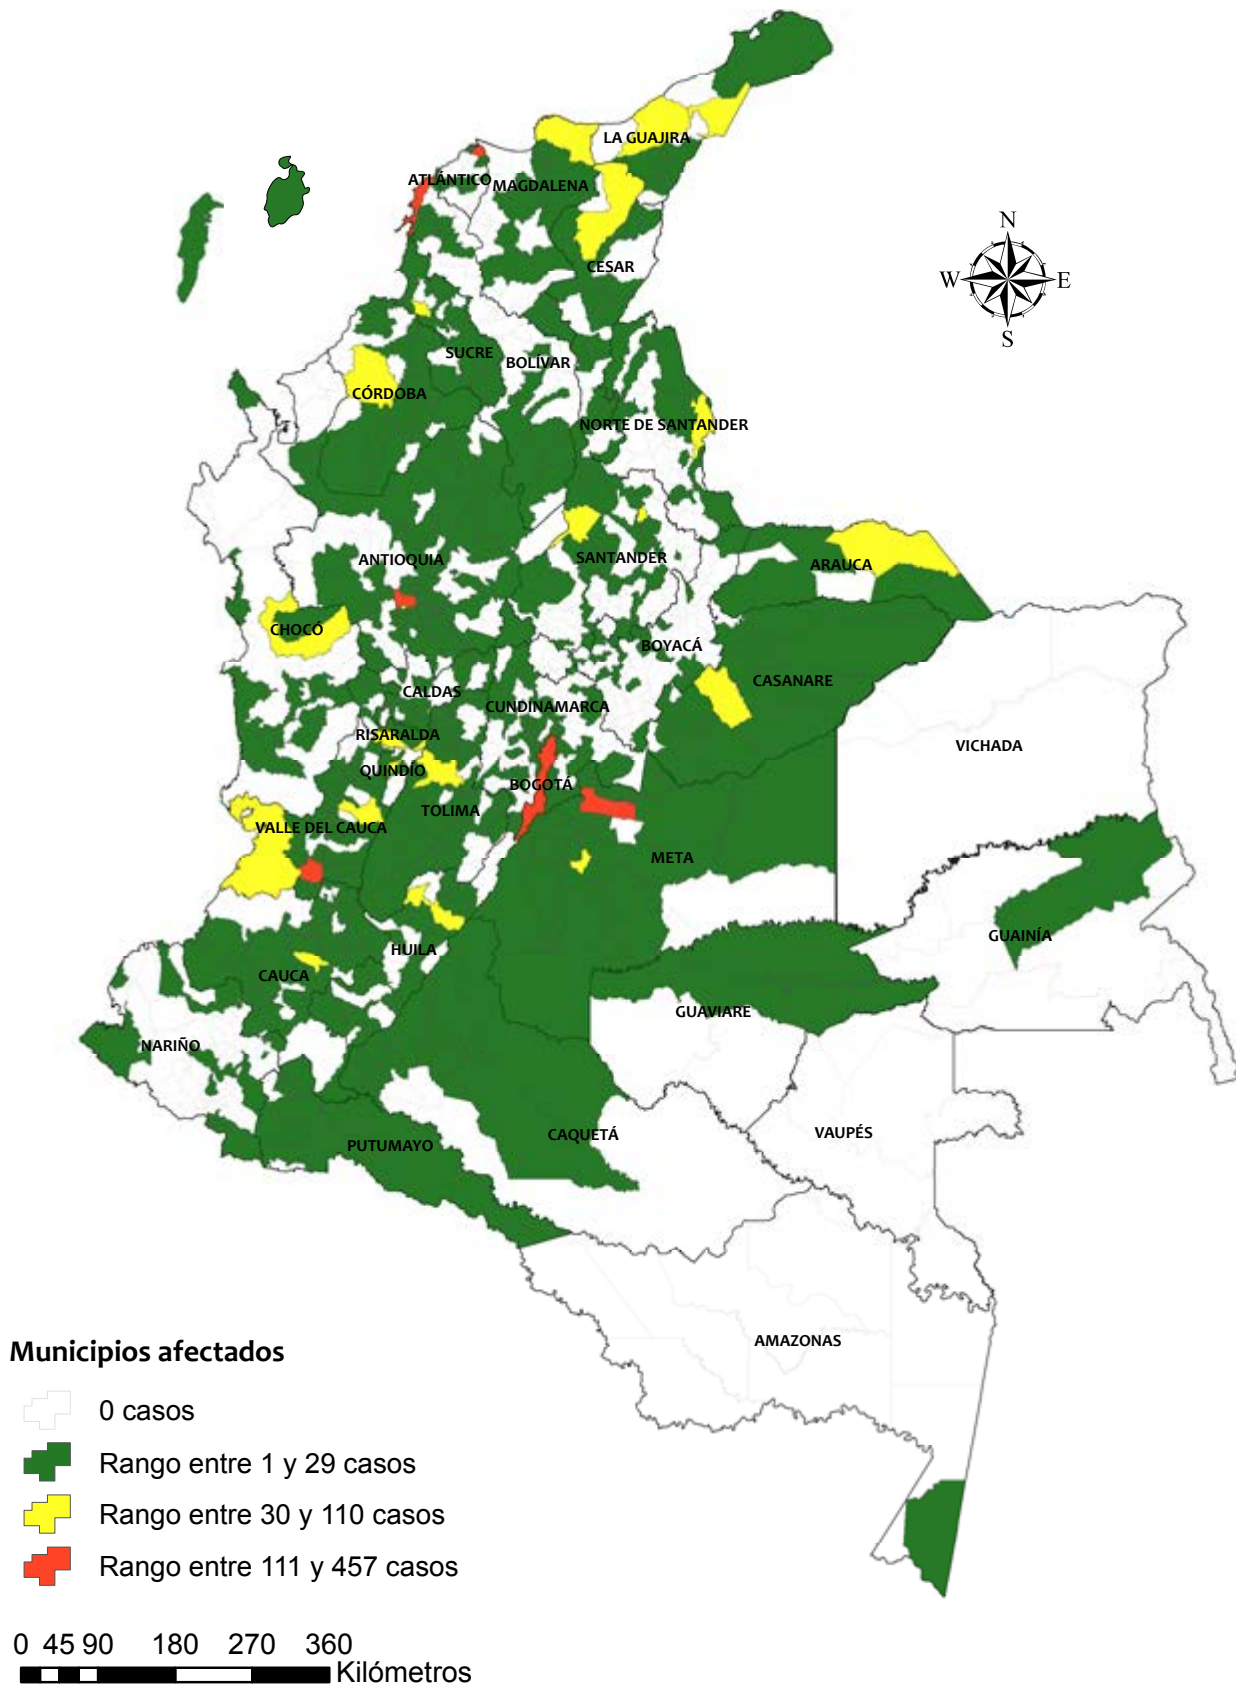 LA GUAJIRA
ATLÁNTICO
MAGDALENA
CESAR
N
W
E
S
SUCRE
BOLÍVAR
CÓRDOBA
NORTE DE SANTANDER
ANTIOQUIA
SANTANDER
ARAUCA
CHOCÓ
BOYACÁ
CASANARE
CALDAS
CUNDINAMARCA
RISARALDA
VICHADA
QUINDÍO
BOGOTÁ
TOLIMA
VALLE DEL CAUCA
META
GUAINÍA
HUILA
CAUCA
GUAVIARE
NARIÑO
VAUPÉS
CAQUETÁ
PUTUMAYO
AMAZONAS
Municipios afectados
0 casos
Rango entre 1 y 29 casos
Rango entre 30 y 110 casos
Rango entre 111 y 457 casos
0 45 90 180 270 360
Kilómetros